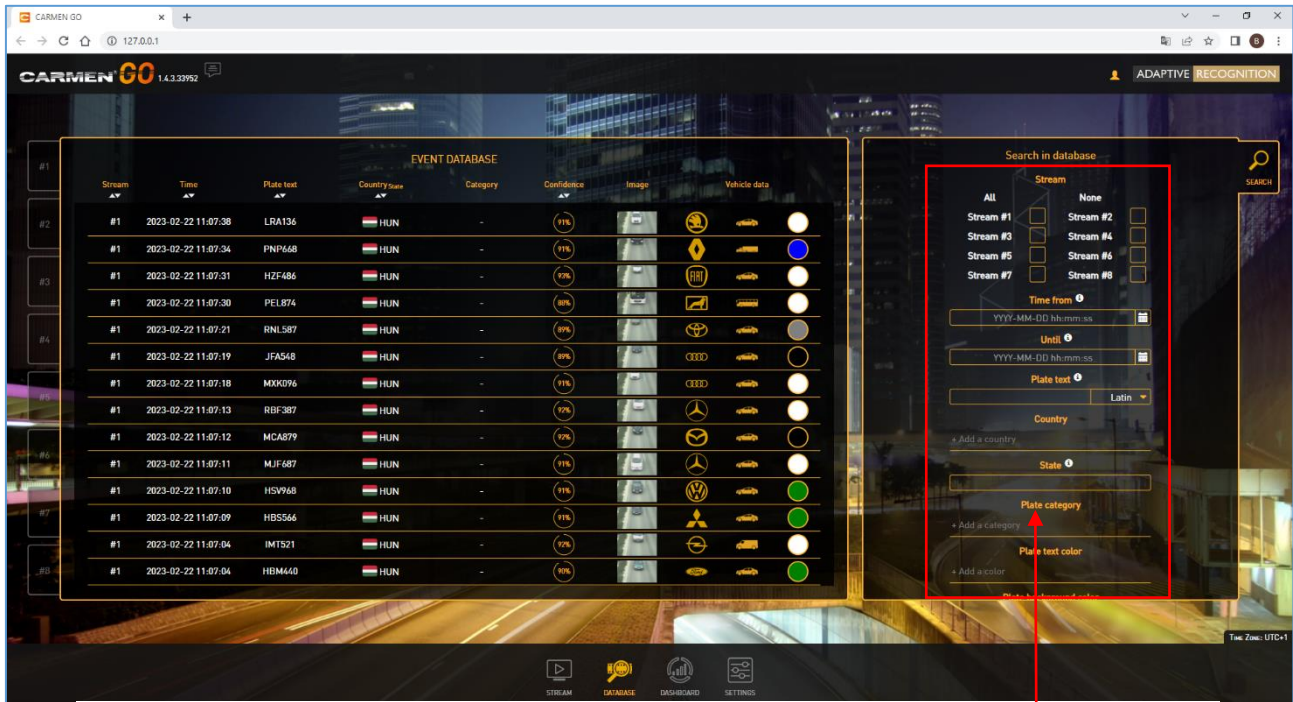 CARMEN GO
127.0.0.1
B
CARMEN GO 1.4.3.33952
ADAPTIVE RECOGNITION
#1
#2
#3
#4
#5
#6
#7
#8
EVENT DATABASE
Stream Time Plate text Country State Category Confidence Image Vehicle data
#1 2023-02-22 11:07:38 LRA136 HUN - 91%
#1 2023-02-22 11:07:34 PNP668 HUN - 91%
#1 2023-02-22 11:07:31 HZF486 HUN - 93% FIAT
#1 2023-02-22 11:07:30 PEL874 HUN - 88%
#1 2023-02-22 11:07:21 RNL587 HUN - 89%
#1 2023-02-22 11:07:19 JFA548 HUN - 89%
#1 2023-02-22 11:07:18 MXK096 HUN - 91%
#1 2023-02-22 11:07:13 RBF387 HUN - 92%
#1 2023-02-22 11:07:12 MCA879 HUN - 92%
#1 2023-02-22 11:07:11 MJF687 HUN - 91%
#1 2023-02-22 11:07:10 HSV968 HUN - 91%
#1 2023-02-22 11:07:09 HBS566 HUN - 91%
#1 2023-02-22 11:07:04 IMT521 HUN - 92%
#1 2023-02-22 11:07:04 HBM440 HUN - 90% Ford
Search in database
SEARCH
Stream
All None
Stream #1 Stream #2
Stream #3 Stream #4
Stream #5 Stream #6
Stream #7 Stream #8
Time from
YYYY-MM-DD hh:mm:ss
Until
YYYY-MM-DD hh:mm:ss
Plate text
Latin
Country
+ Add a country
State
Plate category
+ Add a category
Plate text color
+ Add a color
Plate background color
TIME ZONE: UTC+1
STREAM DATABASE DASHBOARD SETTINGS